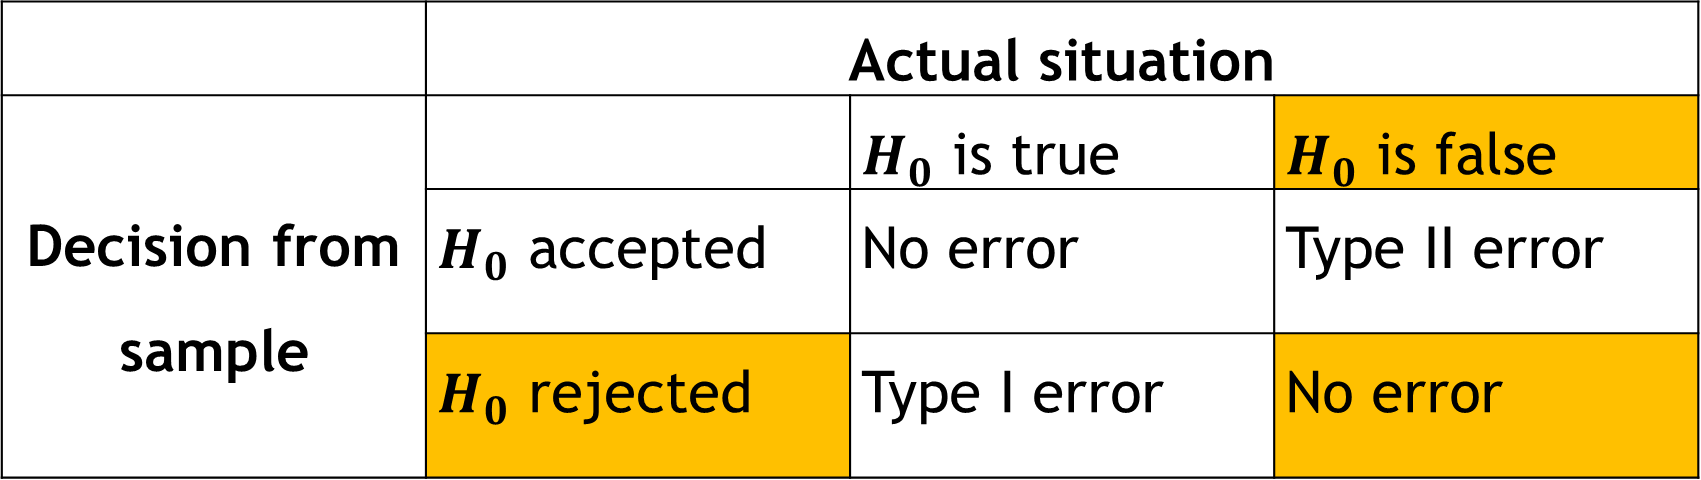 Actual situation
H₀ is true
H₀ is false
Decision from
sample
H₀ accepted
No error
Type II error
H₀ rejected
Type I error
No error